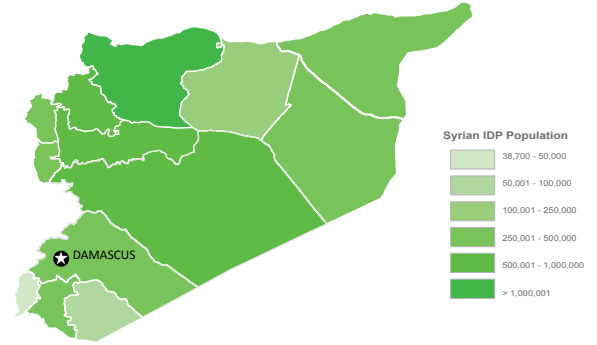 Syrian IDP Population
38,700 - 50,000
50,001 - 100,000
100,001 - 250,000
250,001 - 500,000
500,001 - 1,000,000
> 1,000,001
DAMASCUS